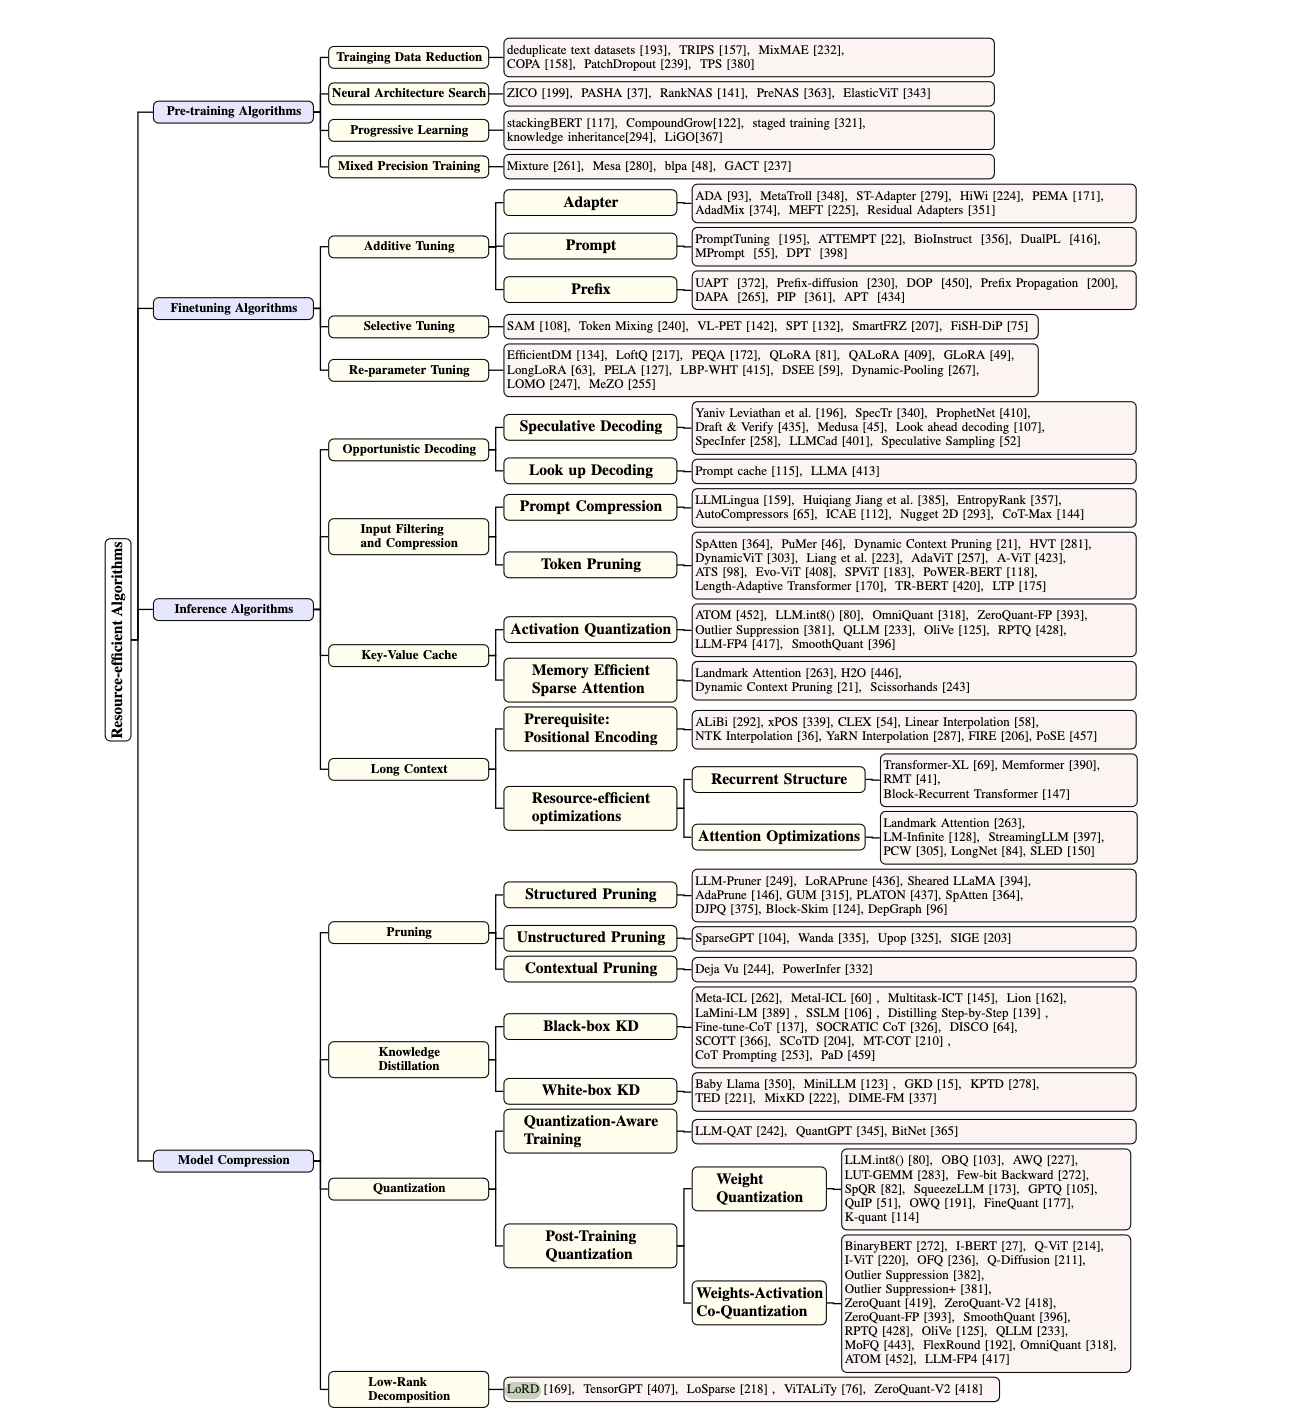 Resource-efficient Algorithms
Pre-training Algorithms
Trainging Data Reduction
deduplicate text datasets [193], TRIPS [157], MixMAE [232],
COPA [158], PatchDropout [239], TPS [380]
Neural Architecture Search
ZICO [199], PASHA [37], RankNAS [141], PreNAS [363], ElasticViT [343]
Progressive Learning
stackingBERT [117], CompoundGrow[122], staged training [321],
knowledge inheritance[294], LiGO[367]
Mixed Precision Training
Mixture [261], Mesa [280], blpa [48], GACT [237]
Finetuning Algorithms
Additive Tuning
Adapter
ADA [93], MetaTroll [348], ST-Adapter [279], HiWi [224], PEMA [171],
AdadMix [374], MEFT [225], Residual Adapters [351]
Prompt
PromptTuning [195], ATTEMPT [22], BioInstruct [356], DualPL [416],
MPrompt [55], DPT [398]
Prefix
UAPT [372], Prefix-diffusion [230], DOP [450], Prefix Propagation [200],
DAPA [265], PIP [361], APT [434]
Selective Tuning
SAM [108], Token Mixing [240], VL-PET [142], SPT [132], SmartFRZ [207], FiSH-DiP [75]
Re-parameter Tuning
EfficientDM [134], LoftQ [217], PEQA [172], QLoRA [81], QALoRA [409], GLoRA [49],
LongLoRA [63], PELA [127], LBP-WHT [415], DSEE [59], Dynamic-Pooling [267],
LOMO [247], MeZO [255]
Inference Algorithms
Opportunistic Decoding
Speculative Decoding
Yaniv Leviathan et al. [196], SpecTr [340], ProphetNet [410],
Draft & Verify [435], Medusa [45], Look ahead decoding [107],
SpecInfer [258], LLMCad [401], Speculative Sampling [52]
Look up Decoding
Prompt cache [115], LLMA [413]
Input Filtering
and Compression
Prompt Compression
LLMLingua [159], Huiqiang Jiang et al. [385], EntropyRank [357],
AutoCompressors [65], ICAE [112], Nugget 2D [293], CoT-Max [144]
Token Pruning
SpAtten [364], PuMer [46], Dynamic Context Pruning [21], HVT [281],
DynamicViT [303], Liang et al. [223], AdaViT [257], A-ViT [423],
ATS [98], Evo-ViT [408], SPViT [183], PoWER-BERT [118],
Length-Adaptive Transformer [170], TR-BERT [420], LTP [175]
Key-Value Cache
Activation Quantization
ATOM [452], LLM.int8() [80], OmniQuant [318], ZeroQuant-FP [393],
Outlier Suppression [381], QLLM [233], OliVe [125], RPTQ [428],
LLM-FP4 [417], SmoothQuant [396]
Memory Efficient
Sparse Attention
Landmark Attention [263], H2O [446],
Dynamic Context Pruning [21], Scissorhands [243]
Long Context
Prerequisite:
Positional Encoding
ALiBi [292], xPOS [339], CLEX [54], Linear Interpolation [58],
NTK Interpolation [36], YaRN Interpolation [287], FIRE [206], PoSE [457]
Resource-efficient
optimizations
Recurrent Structure
Transformer-XL [69], Memformer [390],
RMT [41],
Block-Recurrent Transformer [147]
Attention Optimizations
Landmark Attention [263],
LM-Infinite [128], StreamingLLM [397],
PCW [305], LongNet [84], SLED [150]
Model Compression
Pruning
Structured Pruning
LLM-Pruner [249], LoRAPrune [436], Sheared LLaMA [394],
AdaPrune [146], GUM [315], PLATON [437], SpAtten [364],
DJPQ [375], Block-Skim [124], DepGraph [96]
Unstructured Pruning
SparseGPT [104], Wanda [335], Upop [325], SIGE [203]
Contextual Pruning
Deja Vu [244], PowerInfer [332]
Knowledge
Distillation
Black-box KD
Meta-ICL [262], Metal-ICL [60] , Multitask-ICT [145], Lion [162],
LaMini-LM [389] , SSLM [106] , Distilling Step-by-Step [139] ,
Fine-tune-CoT [137], SOCRATIC CoT [326], DISCO [64],
SCOTT [366], SCoTD [204], MT-COT [210] ,
CoT Prompting [253], PaD [459]
White-box KD
Baby Llama [350], MiniLLM [123] , GKD [15], KPTD [278],
TED [221], MixKD [222], DIME-FM [337]
Quantization
Quantization-Aware
Training
LLM-QAT [242], QuantGPT [345], BitNet [365]
Post-Training
Quantization
Weight
Quantization
LLM.int8() [80], OBQ [103], AWQ [227],
LUT-GEMM [283], Few-bit Backward [272],
SpQR [82], SqueezeLLM [173], GPTQ [105],
QuIP [51], OWQ [191], FineQuant [177],
K-quant [114]
Weights-Activation
Co-Quantization
BinaryBERT [272], I-BERT [27], Q-ViT [214],
I-ViT [220], OFQ [236], Q-Diffusion [211],
Outlier Suppression [382],
Outlier Suppression+ [381],
ZeroQuant [419], ZeroQuant-V2 [418],
ZeroQuant-FP [393], SmoothQuant [396],
RPTQ [428], OliVe [125], QLLM [233],
MoFQ [443], FlexRound [192], OmniQuant [318],
ATOM [452], LLM-FP4 [417]
Low-Rank
Decomposition
LoRD [169], TensorGPT [407], LoSparse [218] , ViTALiTy [76], ZeroQuant-V2 [418]